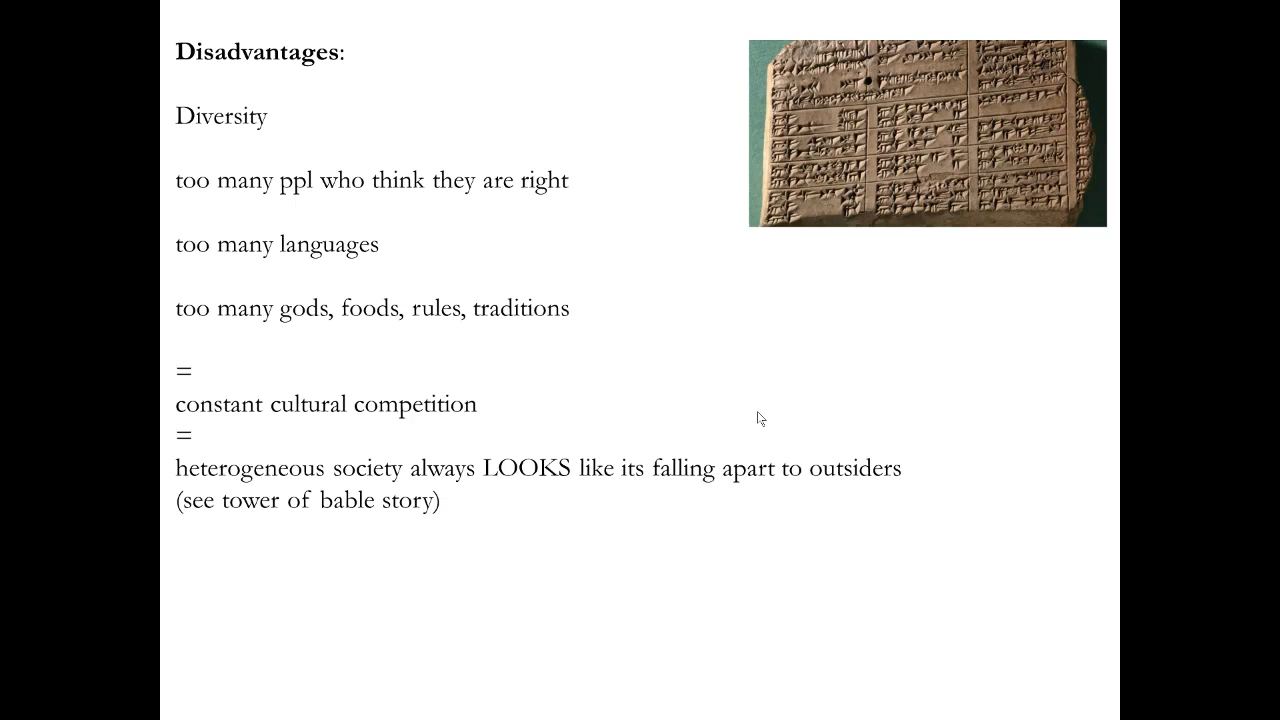 Disadvantages:
Diversity
too many ppl who think they are right
too many languages
too many gods, foods, rules, traditions
=
constant cultural competition
=
heterogeneous society always LOOKS like its falling apart to outsiders
(see tower of bable story)